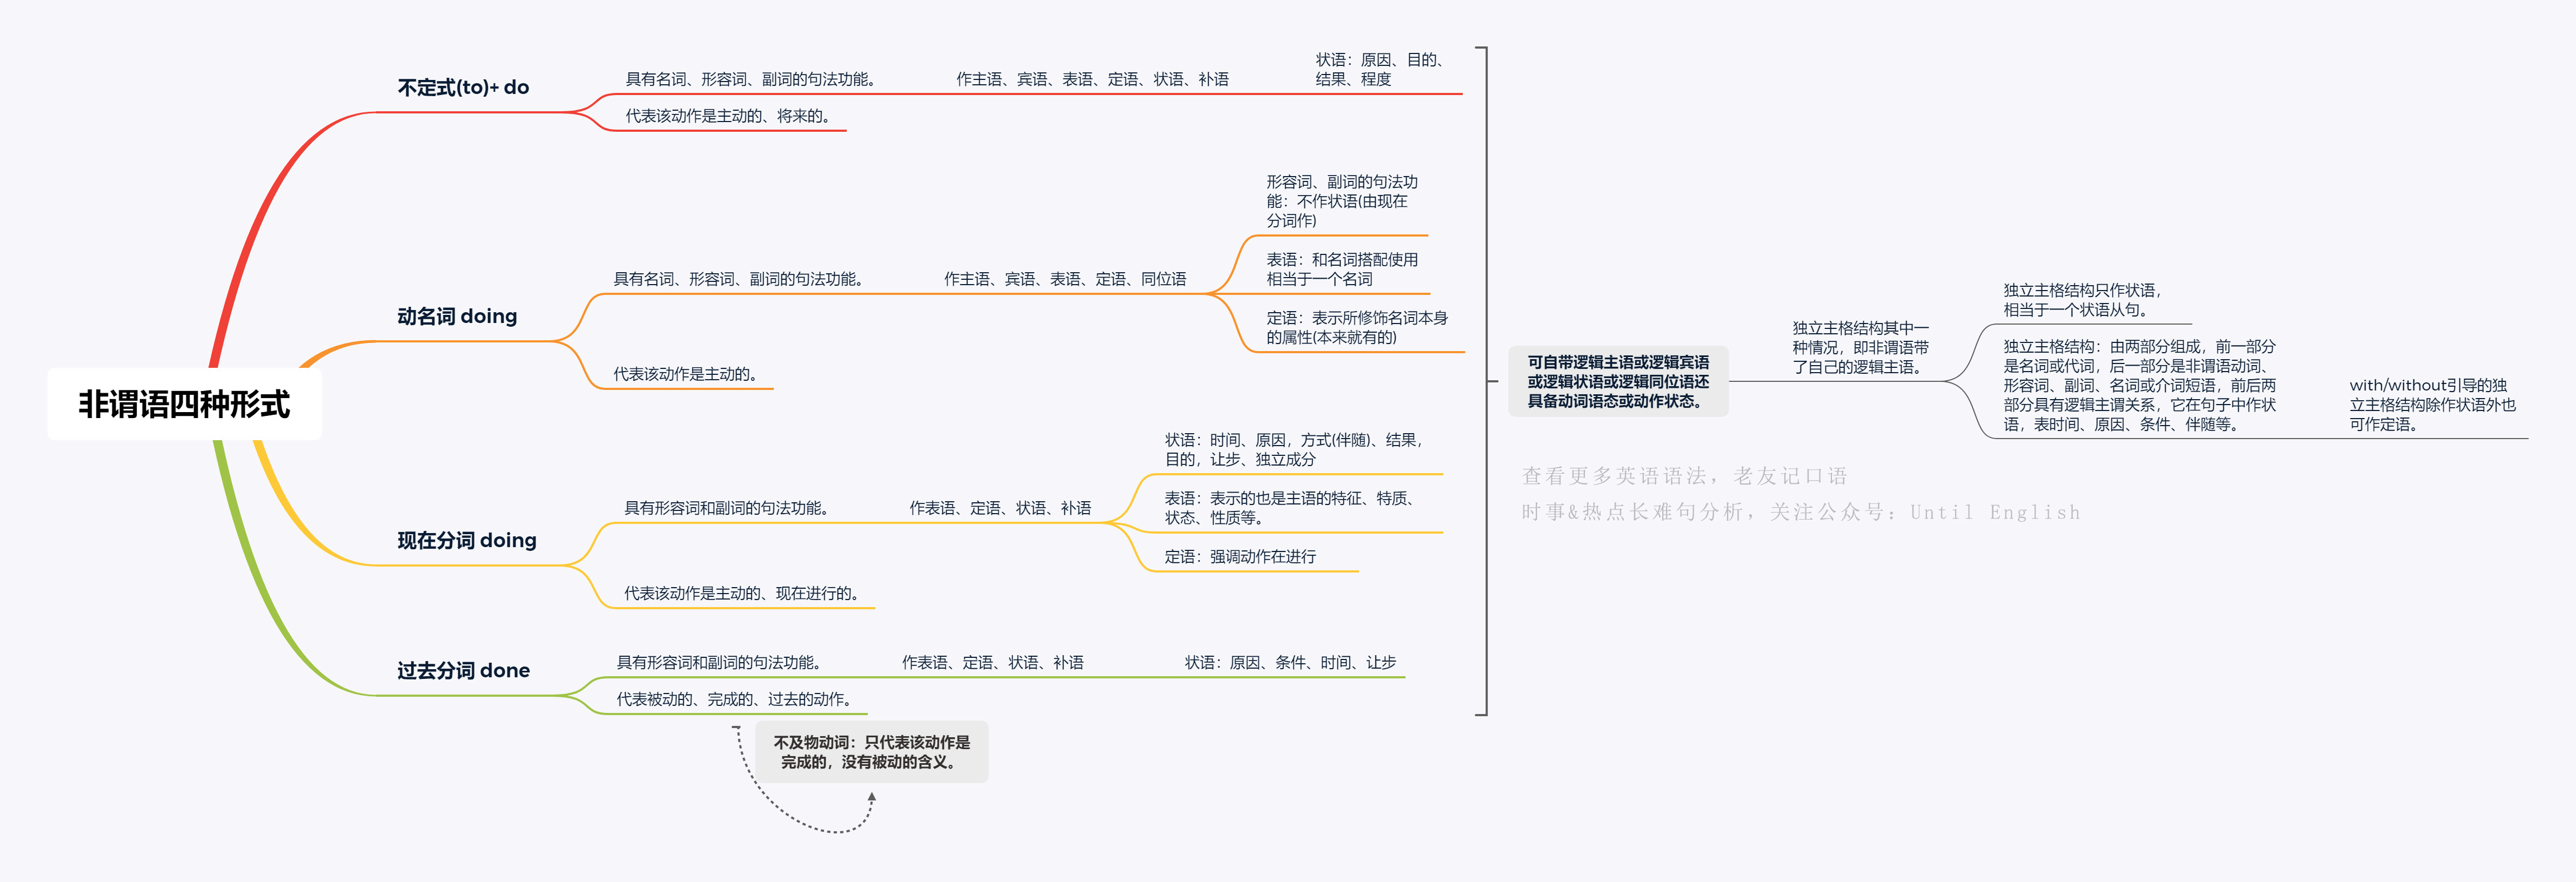 非谓语四种形式
不定式(to)+ do
具有名词、形容词、副词的句法功能。
作主语、宾语、表语、定语、状语、补语
状语：原因、目的、
结果、程度
代表该动作是主动的、将来的。
动名词 doing
具有名词、形容词、副词的句法功能。
作主语、宾语、表语、定语、同位语
形容词、副词的句法功
能：不作状语(由现在
分词作)
表语：和名词搭配使用
相当于一个名词
定语：表示所修饰名词本身
的属性(本来就有的)
代表该动作是主动的。
现在分词 doing
具有形容词和副词的句法功能。
作表语、定语、状语、补语
状语：时间、原因，方式(伴随)、结果，
目的，让步、独立成分
表语：表示的也是主语的特征、特质、
状态、性质等。
定语：强调动作在进行
代表该动作是主动的、现在进行的。
过去分词 done
具有形容词和副词的句法功能。
作表语、定语、状语、补语
状语：原因、条件、时间、让步
代表被动的、完成的、过去的动作。
不及物动词：只代表该动作是
完成的，没有被动的含义。
可自带逻辑主语或逻辑宾语
或逻辑状语或逻辑同位语还
具备动词语态或动作状态。
独立主格结构其中一
种情况，即非谓语带
了自己的逻辑主语。
独立主格结构只作状语，
相当于一个状语从句。
独立主格结构：由两部分组成，前一部分
是名词或代词，后一部分是非谓语动词、
形容词、副词、名词或介词短语，前后两
部分具有逻辑主谓关系，它在句子中作状
语，表时间、原因、条件、伴随等。
with/without引导的独
立主格结构除作状语外也
可作定语。
查看更多英语语法，老友记口语
时事&热点长难句分析，关注公众号：Until English